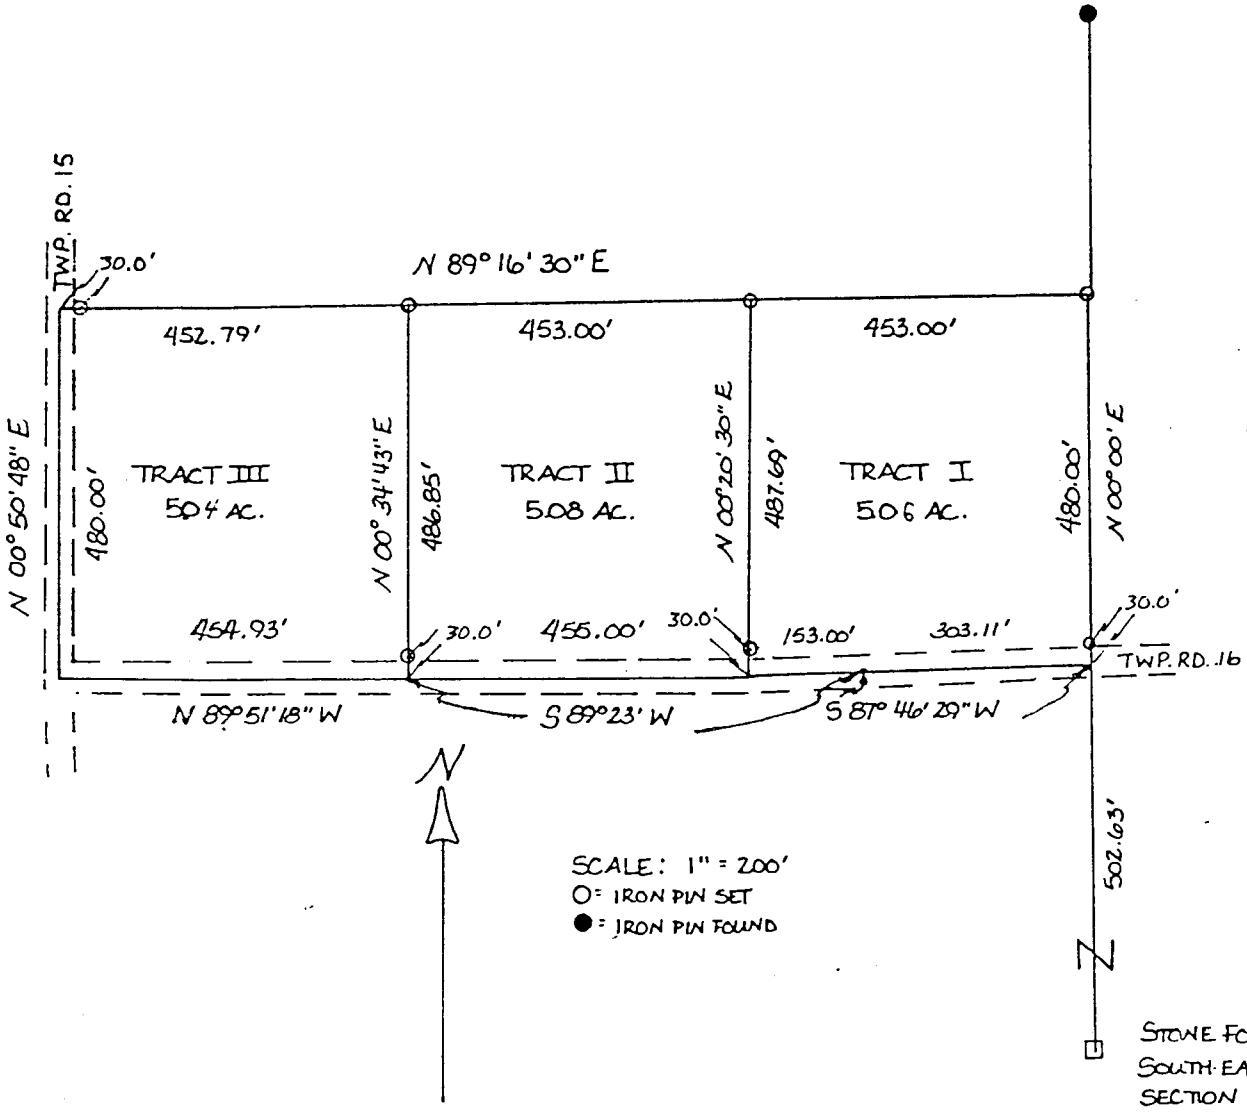 TWP. RD. 15
30.0'
N 89° 16' 30" E
452.79'
453.00'
453.00'
N 00° 50' 48" E
480.00'
TRACT III
5.04 AC.
N 00° 34' 43" E
486.85'
TRACT II
5.08 AC.
N 00° 20' 30" E
487.69'
TRACT I
5.06 AC.
480.00'
N 00° 00' E
454.93'
30.0'
455.00'
30.0'
153.00'
303.11'
30.0'
TWP. RD. 16
N 89° 51' 18" W
S 89° 23' W
S 87° 46' 29" W
N
502.63'
SCALE: 1" = 200'
O = IRON PIN SET
● = IRON PIN FOUND
STONE FO
SOUTH-EA
SECTION